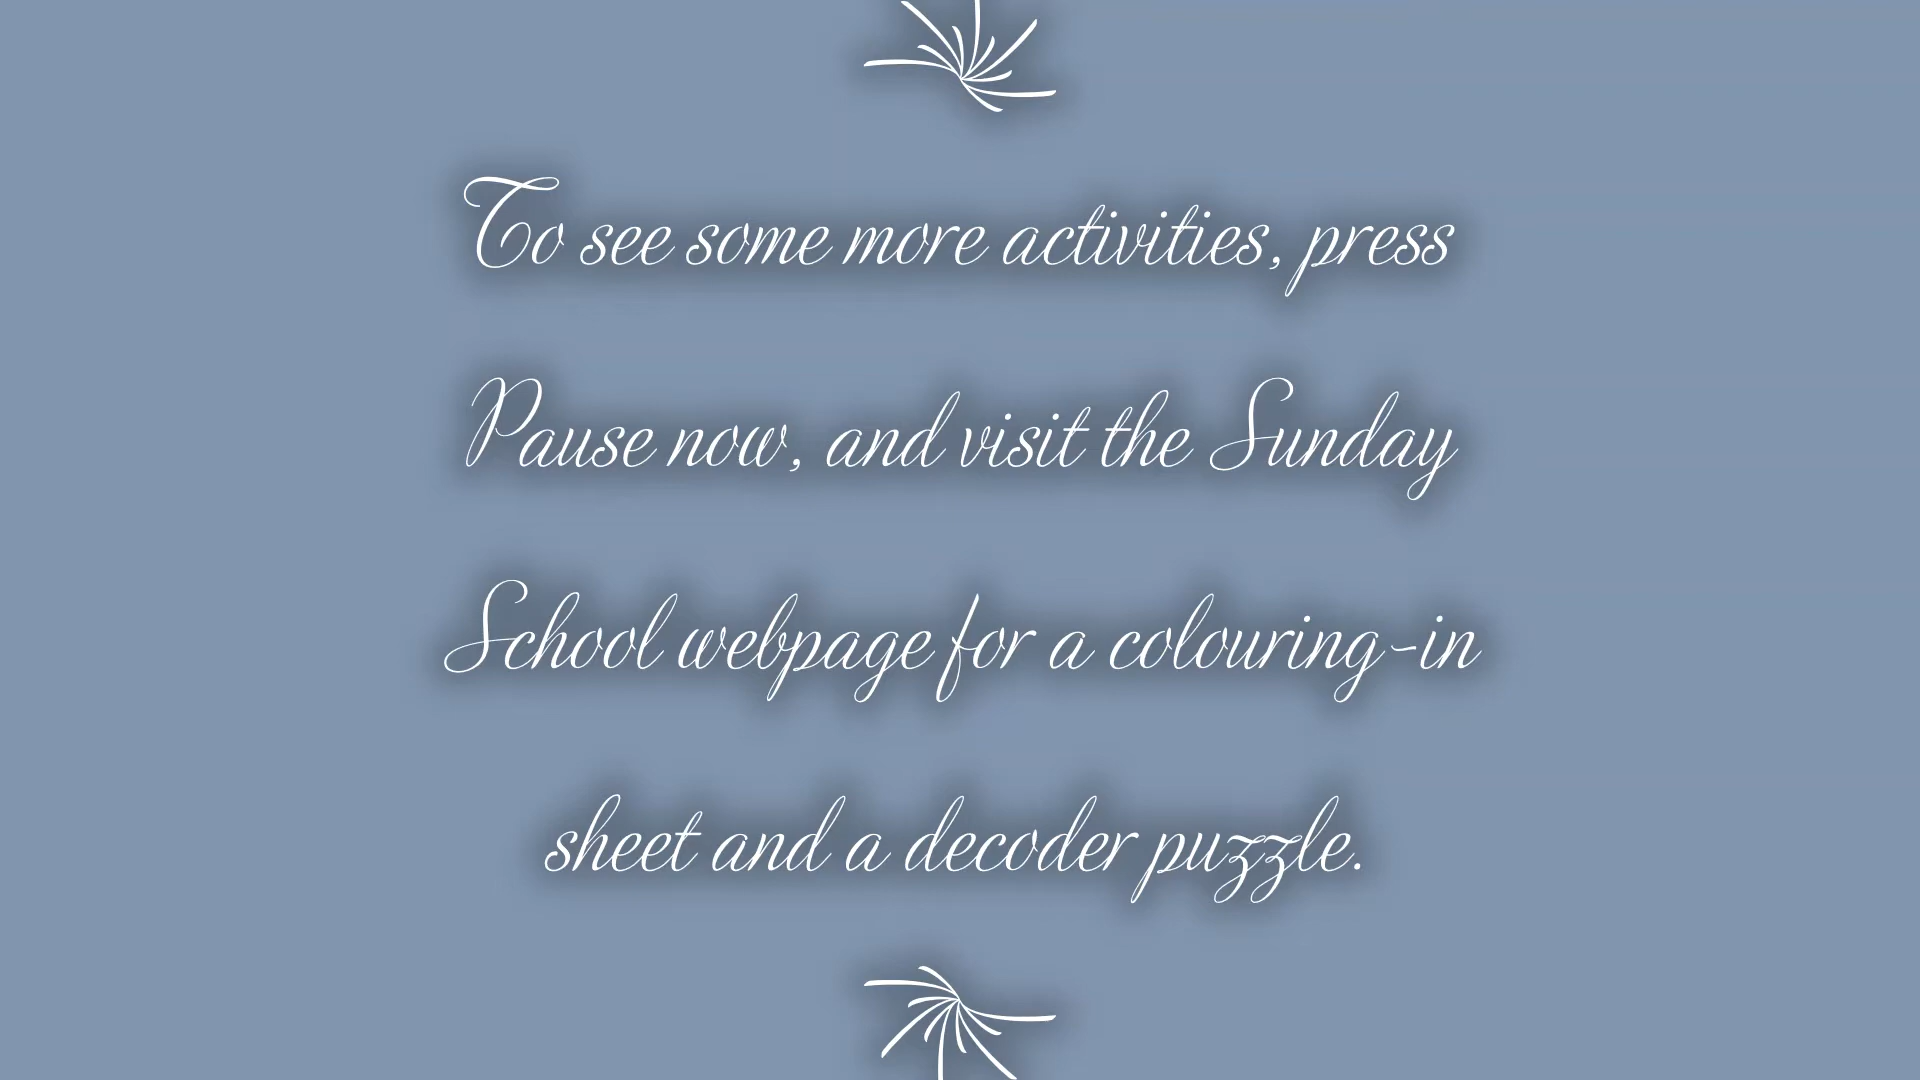 To see some more activities, press
Pause now, and visit the Sunday
School webpage for a colouring-in
sheet and a decoder puzzle.